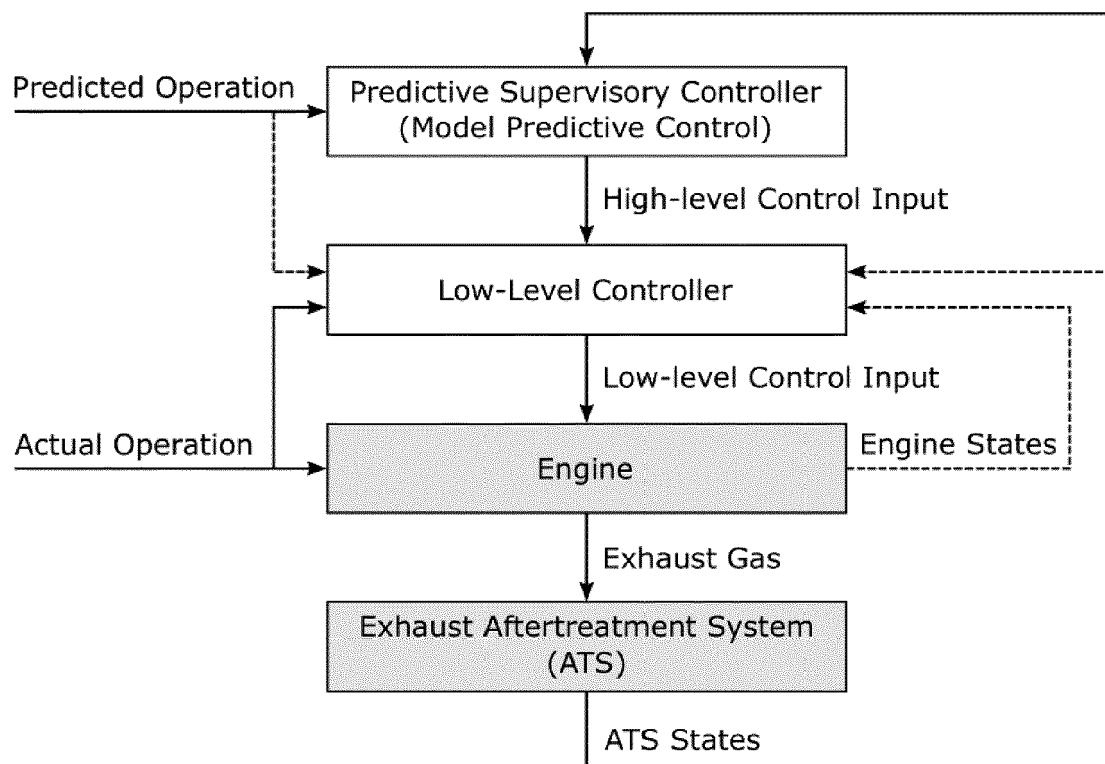 Predicted Operation
Predictive Supervisory Controller
(Model Predictive Control)
High-level Control Input
Low-Level Controller
Low-level Control Input
Actual Operation
Engine
Engine States
Exhaust Gas
Exhaust Aftertreatment System
(ATS)
ATS States